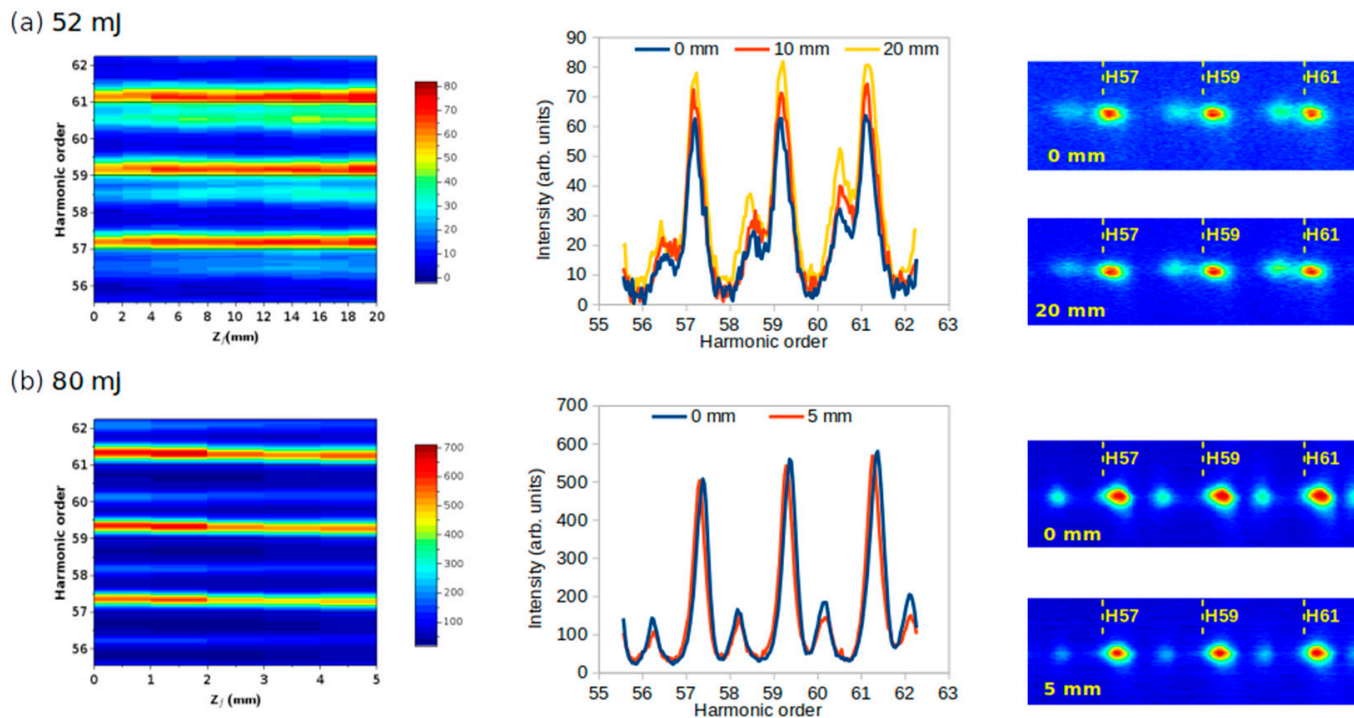 (a) 52 mJ
Harmonic order
62
61
60
59
58
57
56
0 2 4 6 8 10 12 14 16 18 20
Zf(mm)
80
70
60
50
40
30
20
10
0
Intensity (arb. units)
90
80
70
60
50
40
30
20
10
0
0 mm 10 mm 20 mm
55 56 57 58 59 60 61 62 63
Harmonic order
H57 H59 H61
0 mm
H57 H59 H61
20 mm
(b) 80 mJ
Harmonic order
62
61
60
59
58
57
56
0 1 2 3 4 5
Zf (mm)
700
600
500
400
300
200
100
Intensity (arb. units)
700
600
500
400
300
200
100
0
0 mm 5 mm
55 56 57 58 59 60 61 62 63
Harmonic order
H57 H59 H61
0 mm
H57 H59 H61
5 mm